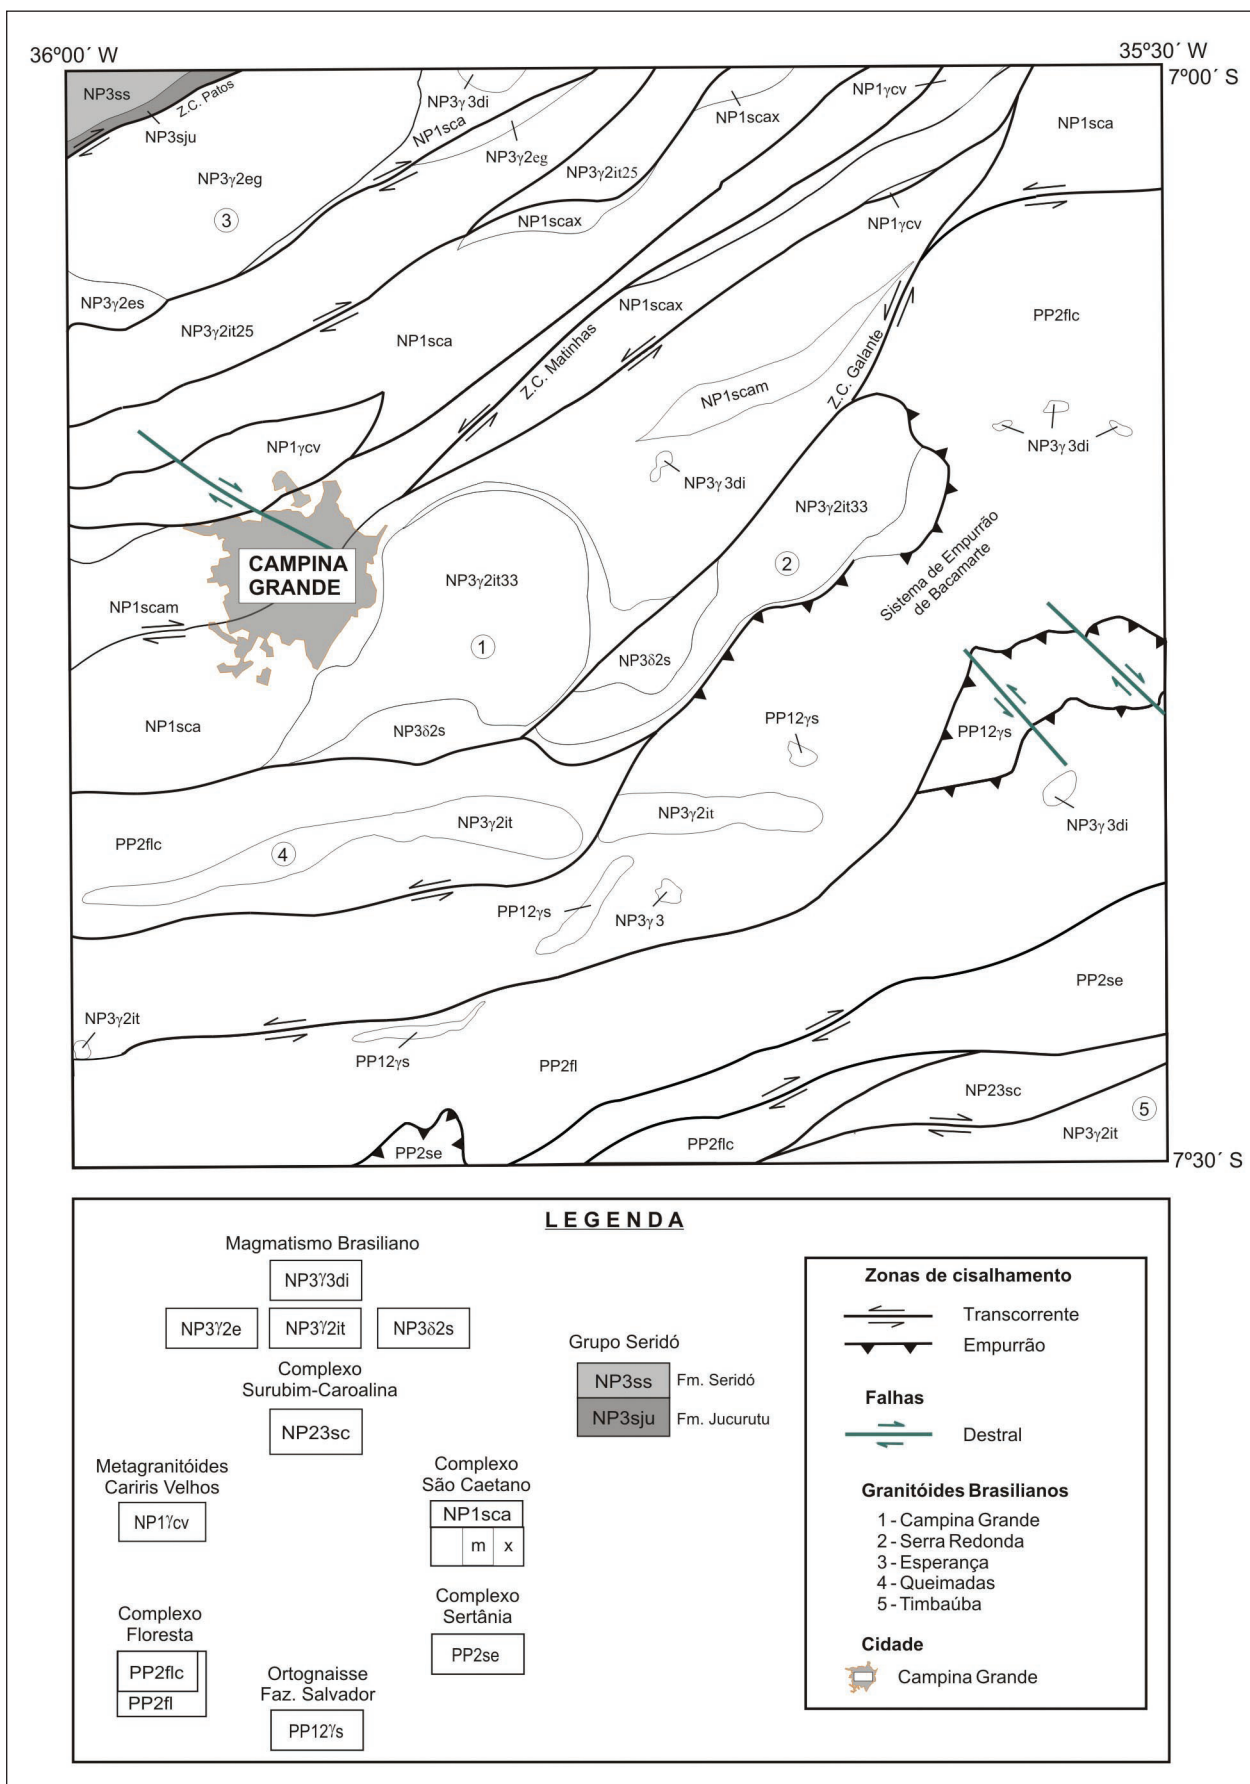 36º00´ W
35º30´ W
7º00´ S
NP3ss
Z.C. Patos
NP3sju
NP3γ3di
NP1sca
NP3γ2eg
NP1scax
NP1γcv
NP1sca
NP3γ2eg
3
NP3γ2it25
NP1scax
NP1γcv
NP3γ2es
NP3γ2it25
NP1sca
NP1scax
Z.C. Matinhas
PP2flc
Z.C. Galante
NP1scam
NP3γ3di
NP1γcv
NP3γ3di
NP3γ2it33
CAMPINA
GRANDE
NP3γ2it33
2
Sistema de Empurrão
de Bacamarte
NP1scam
1
NP3δ2s
NP1sca
NP3δ2s
PP12γs
PP12γs
NP3γ2it
NP3γ2it
NP3γ3di
PP2flc
4
PP12γs
NP3γ3
PP2se
NP3γ2it
PP12γs
PP2fl
NP23sc
5
NP3γ2it
PP2flc
PP2se
7º30´ S
LEGENDA
Magmatismo Brasiliano
NP3γ3di
NP3γ2e
NP3γ2it
NP3δ2s
Complexo
Surubim-Caroalina
NP23sc
Grupo Seridó
NP3ss
Fm. Seridó
NP3sju
Fm. Jucurutu
Metagranitóides
Cariris Velhos
NP1γcv
Complexo
São Caetano
NP1sca
m
x
Complexo
Floresta
PP2flc
PP2fl
Ortognaisse
Faz. Salvador
PP12γs
Complexo
Sertânia
PP2se
Zonas de cisalhamento
Transcorrente
Empurrão
Falhas
Destral
Granitóides Brasilianos
1 - Campina Grande
2 - Serra Redonda
3 - Esperança
4 - Queimadas
5 - Timbaúba
Cidade
Campina Grande